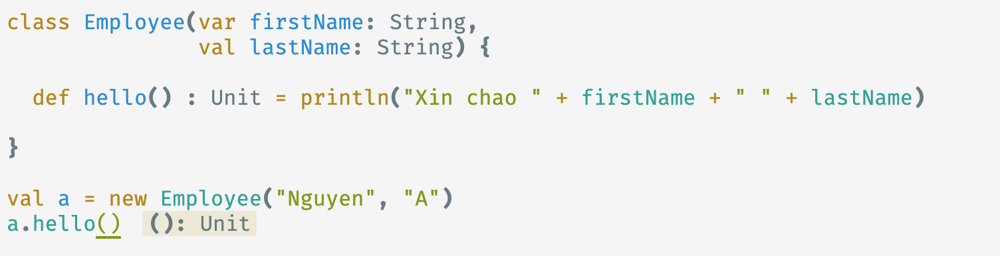 class Employee(var firstName: String,
               val lastName: String) {
  def hello() : Unit = println("Xin chao " + firstName + " " + lastName)
}
val a = new Employee("Nguyen", "A")
a.hello() (): Unit